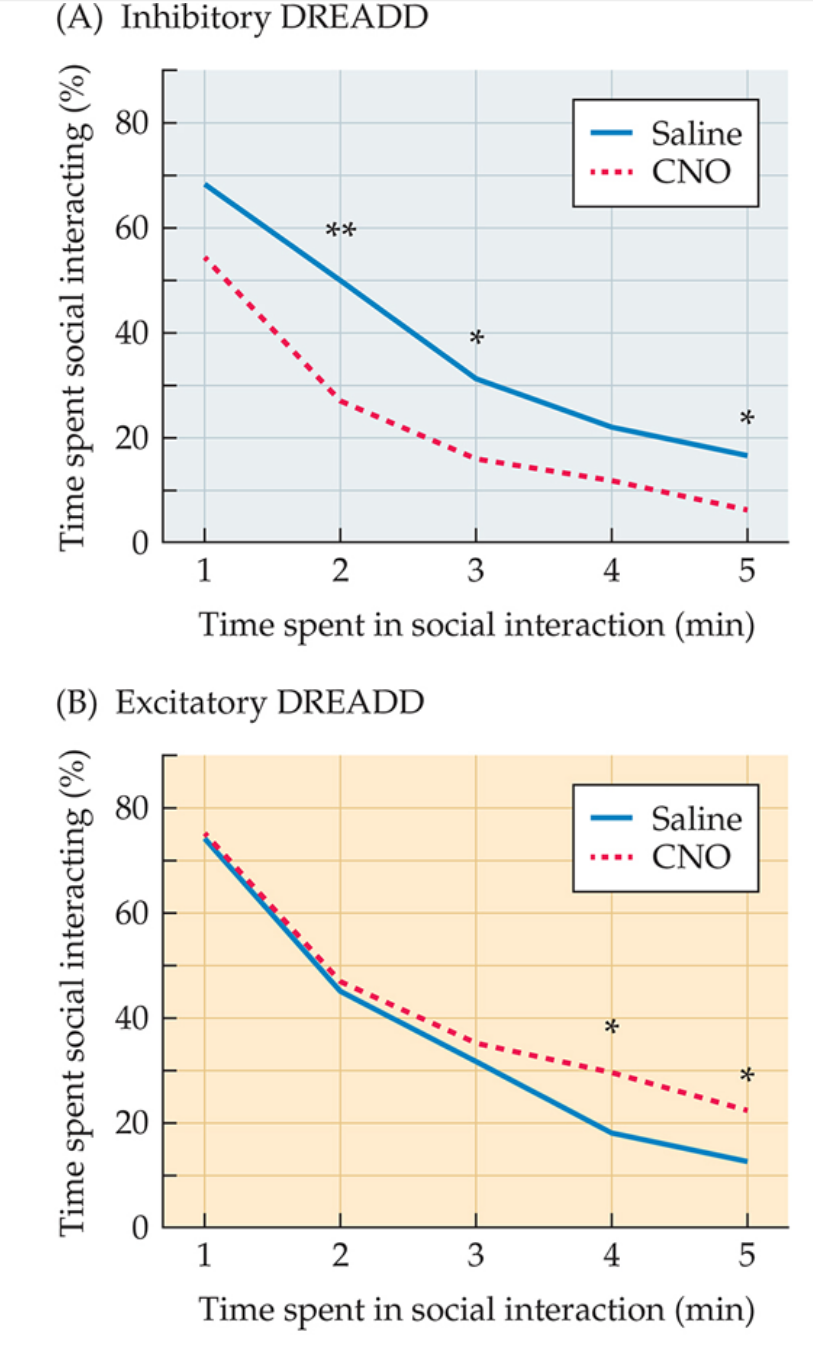 (A) Inhibitory DREADD
Time spent social interacting (%)
80
60
40
20
0
**
*
*
Saline
CNO
1 2 3 4 5
Time spent in social interaction (min)
(B) Excitatory DREADD
Time spent social interacting (%)
80
60
40
20
0
*
*
Saline
CNO
1 2 3 4 5
Time spent in social interaction (min)